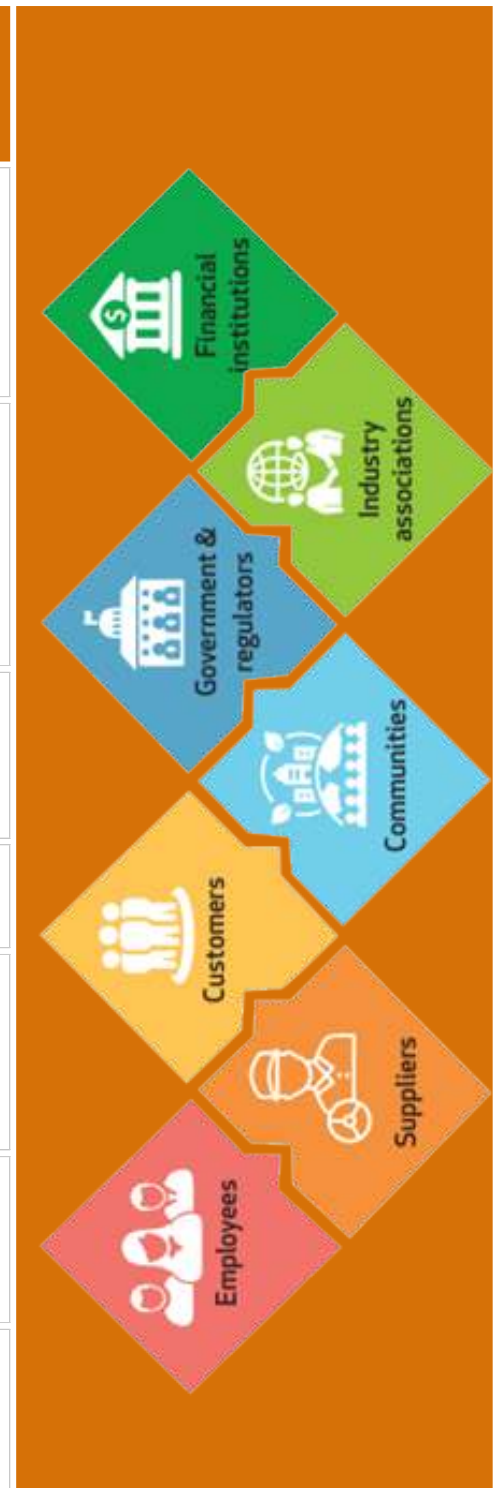 Employees
Suppliers
Customers
Communities
Government &
regulators
Industry
associations
Financial
institutions